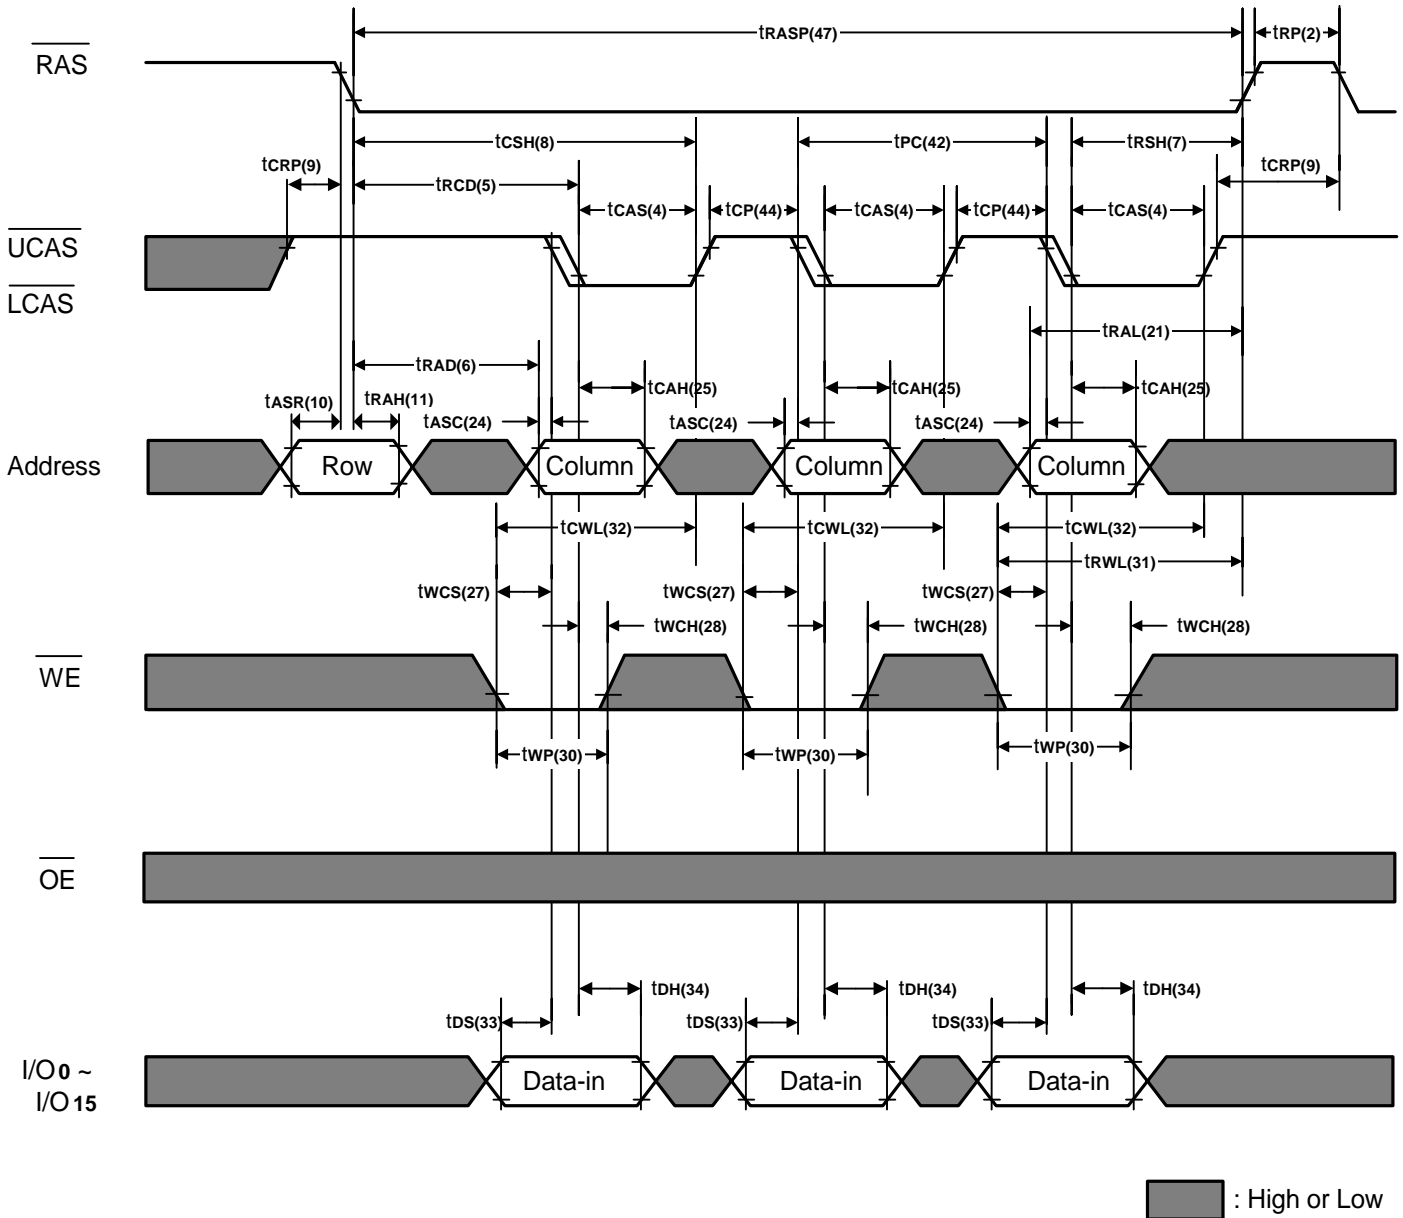 tRASP(47) tRP(2)
RAS
tCSH(8) tPC(42) tRSH(7)
tCRP(9) tRCD(5) tCRP(9)
tCAS(4) tCP(44) tCAS(4) tCP(44) tCAS(4)
UCAS
LCAS
tRAL(21)
tRAD(6)
tCAH(25) tCAH(25) tCAH(25)
tASR(10) tRAH(11)
tASC(24) tASC(24) tASC(24)
Address Row Column Column Column
tCWL(32) tCWL(32) tCWL(32)
tRWL(31)
tWCS(27) tWCS(27) tWCS(27)
tWCH(28) tWCH(28) tWCH(28)
WE
tWP(30) tWP(30) tWP(30)
OE
tDH(34) tDH(34) tDH(34)
tDS(33) tDS(33) tDS(33)
I/O 0 ~
I/O 15
Data-in Data-in Data-in
: High or Low